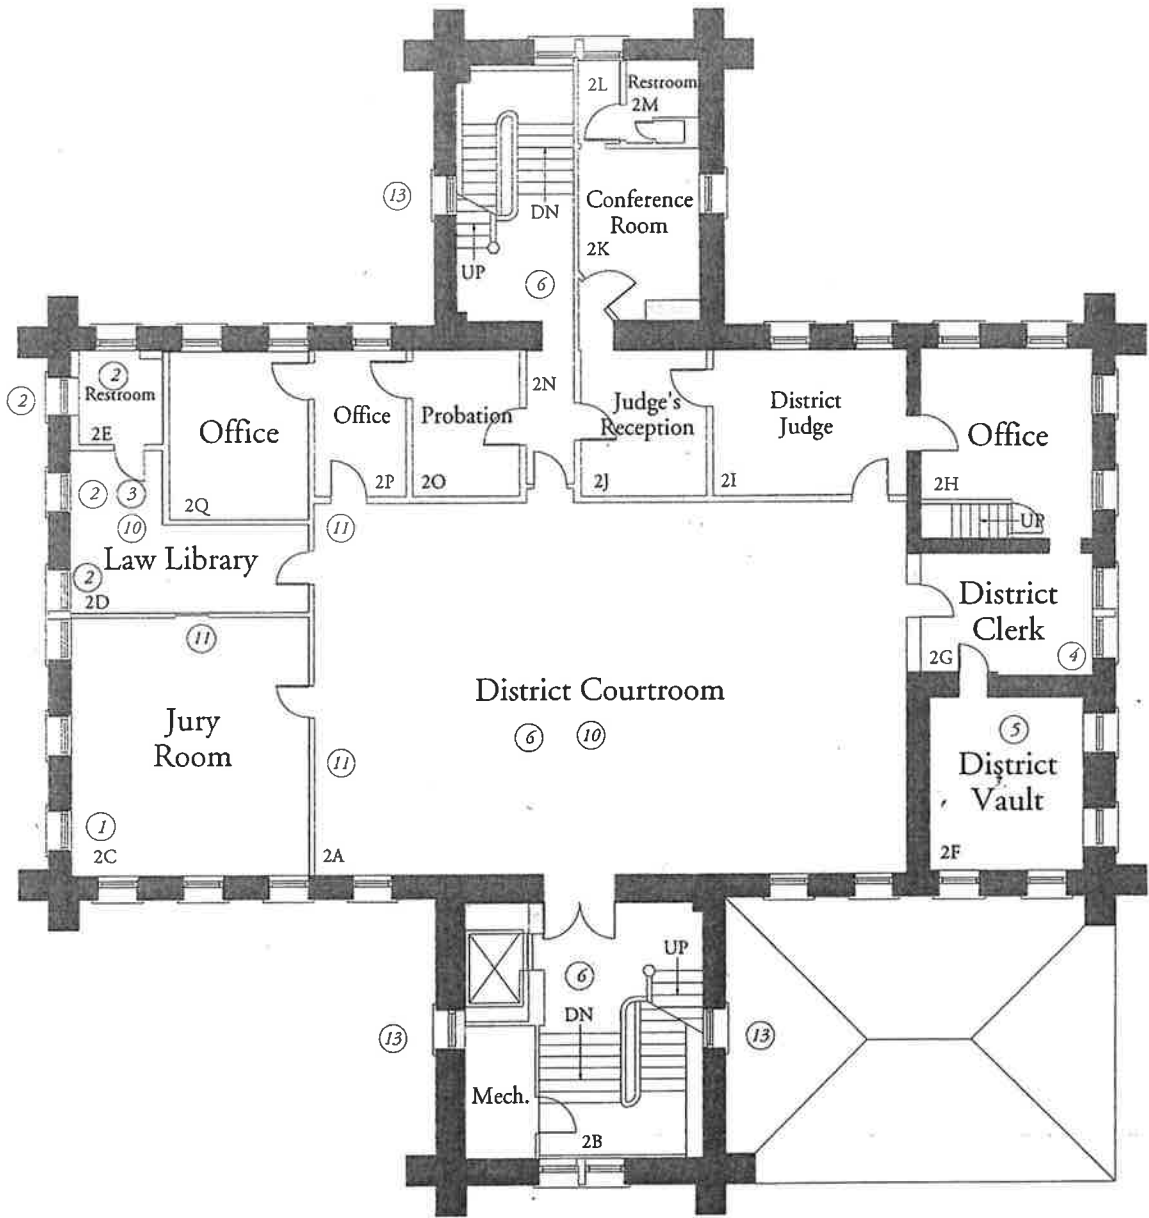 2L
Restroom
2M
13
DN
Conference
Room
2K
UP
6
2
2
Restroom
2E
Office
2Q
Office
2P
Probation
2O
2N
Judge's
Reception
2J
District
Judge
2I
Office
2H
UP
2
3
10
11
Law Library
2
2D
11
District
Clerk
2G
4
District Courtroom
6
10
Jury
Room
11
1
2C
2A
5
District
Vault
2F
6
UP
DN
13
13
Mech.
2B